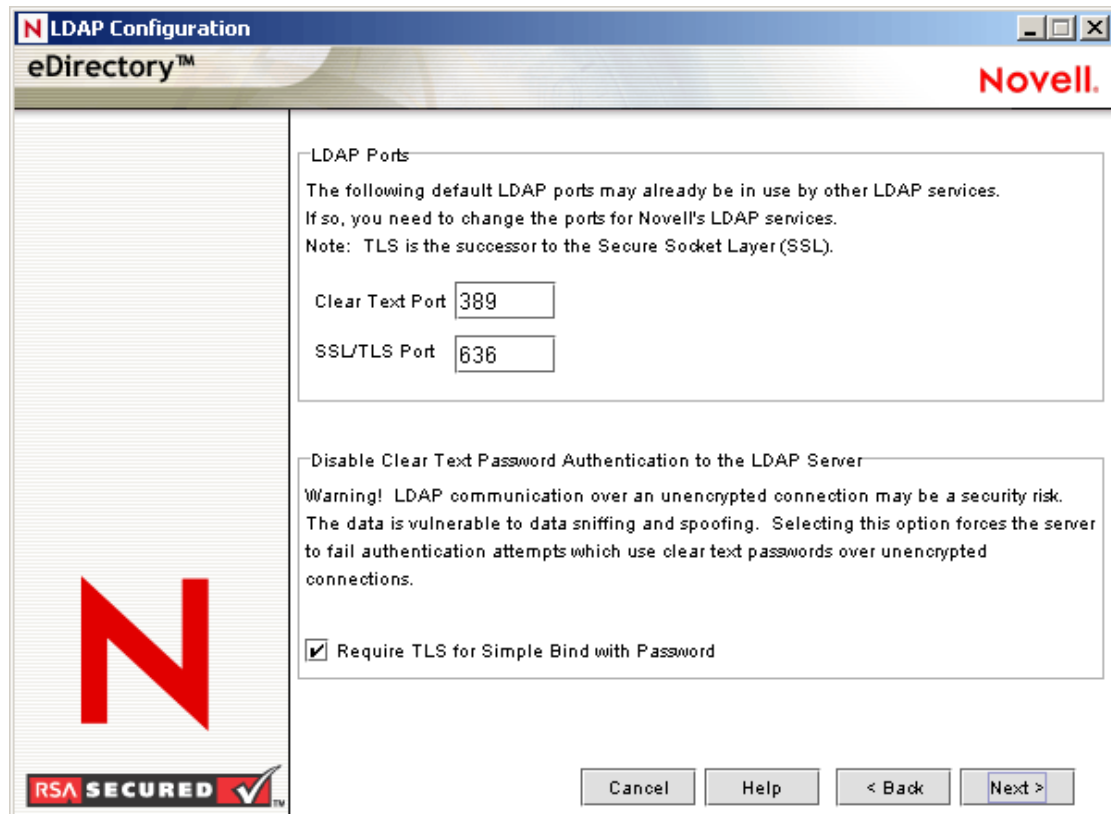 N LDAP Configuration
eDirectory™
Novell.
LDAP Ports
The following default LDAP ports may already be in use by other LDAP services.
If so, you need to change the ports for Novell's LDAP services.
Note: TLS is the successor to the Secure Socket Layer (SSL).
Clear Text Port 389
SSL/TLS Port 636
Disable Clear Text Password Authentication to the LDAP Server
Warning! LDAP communication over an unencrypted connection may be a security risk.
The data is vulnerable to data sniffing and spoofing. Selecting this option forces the server
to fail authentication attempts which use clear text passwords over unencrypted
connections.
Require TLS for Simple Bind with Password
N
RSA SECURED ™
Cancel Help < Back Next >